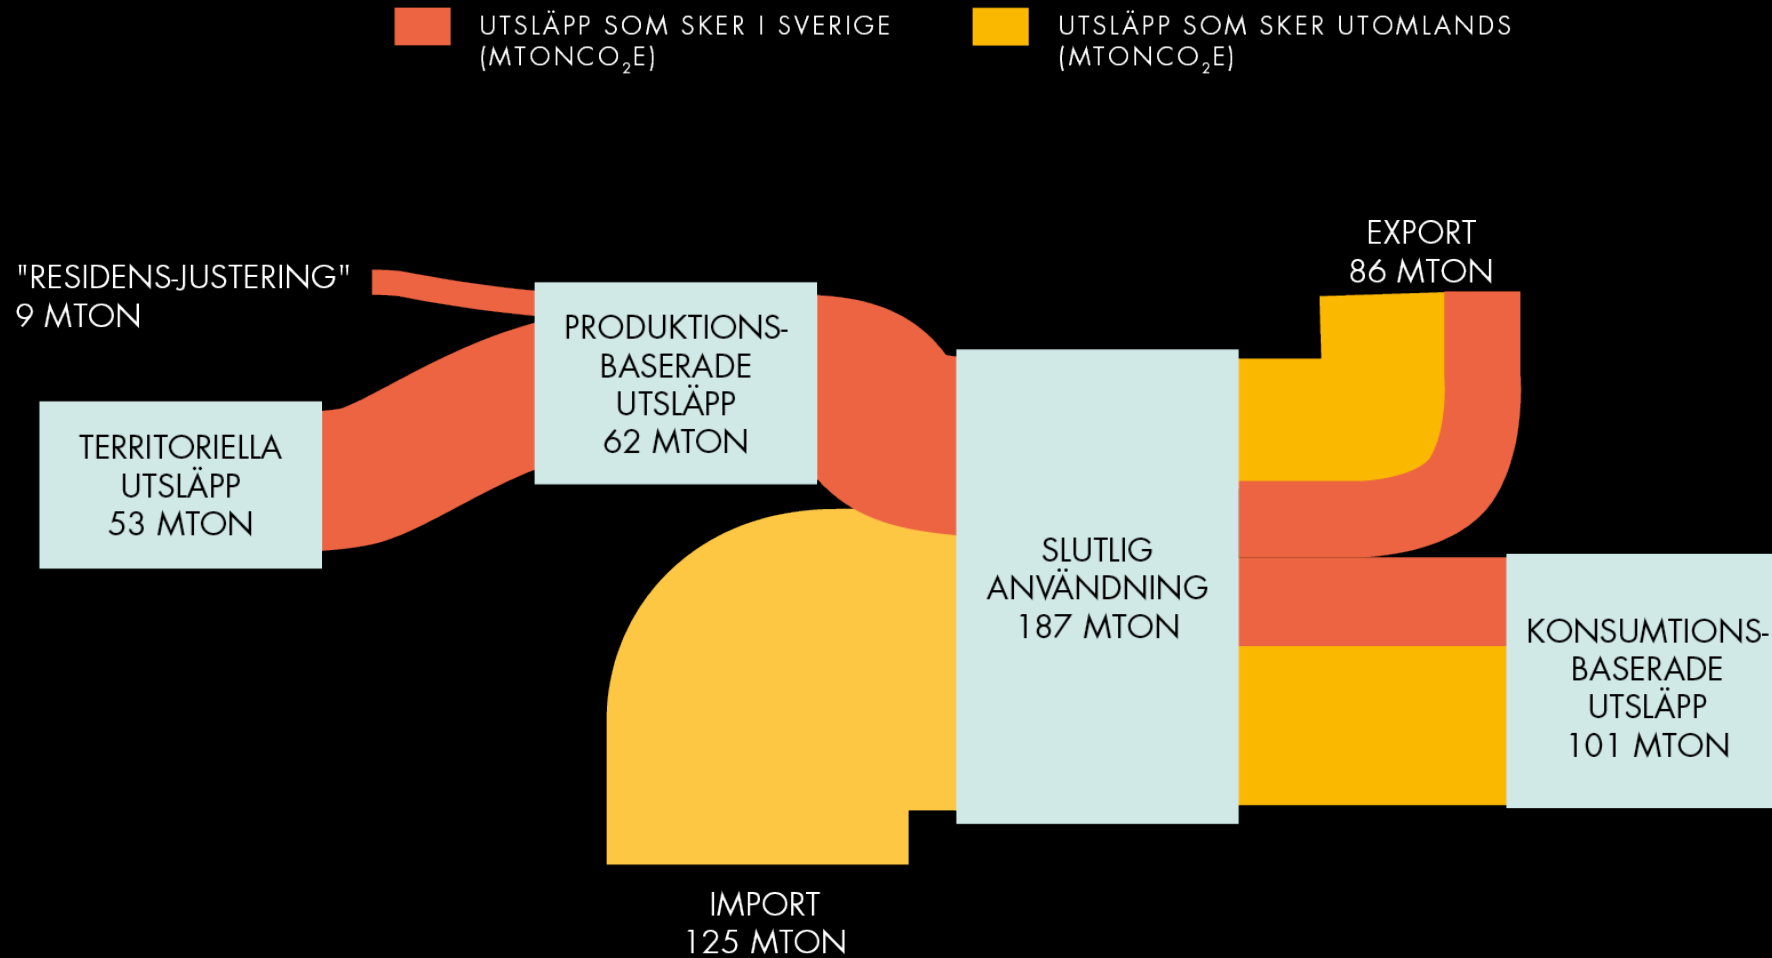 UTSLÄPP SOM SKER I SVERIGE
(MTONCO₂E)
UTSLÄPP SOM SKER UTOMLANDS
(MTONCO₂E)
"RESIDENS-JUSTERING"
9 MTON
TERRITORIELLA
UTSLÄPP
53 MTON
PRODUKTIONS-
BASERADE
UTSLÄPP
62 MTON
IMPORT
125 MTON
SLUTLIG
ANVÄNDNING
187 MTON
EXPORT
86 MTON
KONSUMTIONS-
BASERADE
UTSLÄPP
101 MTON